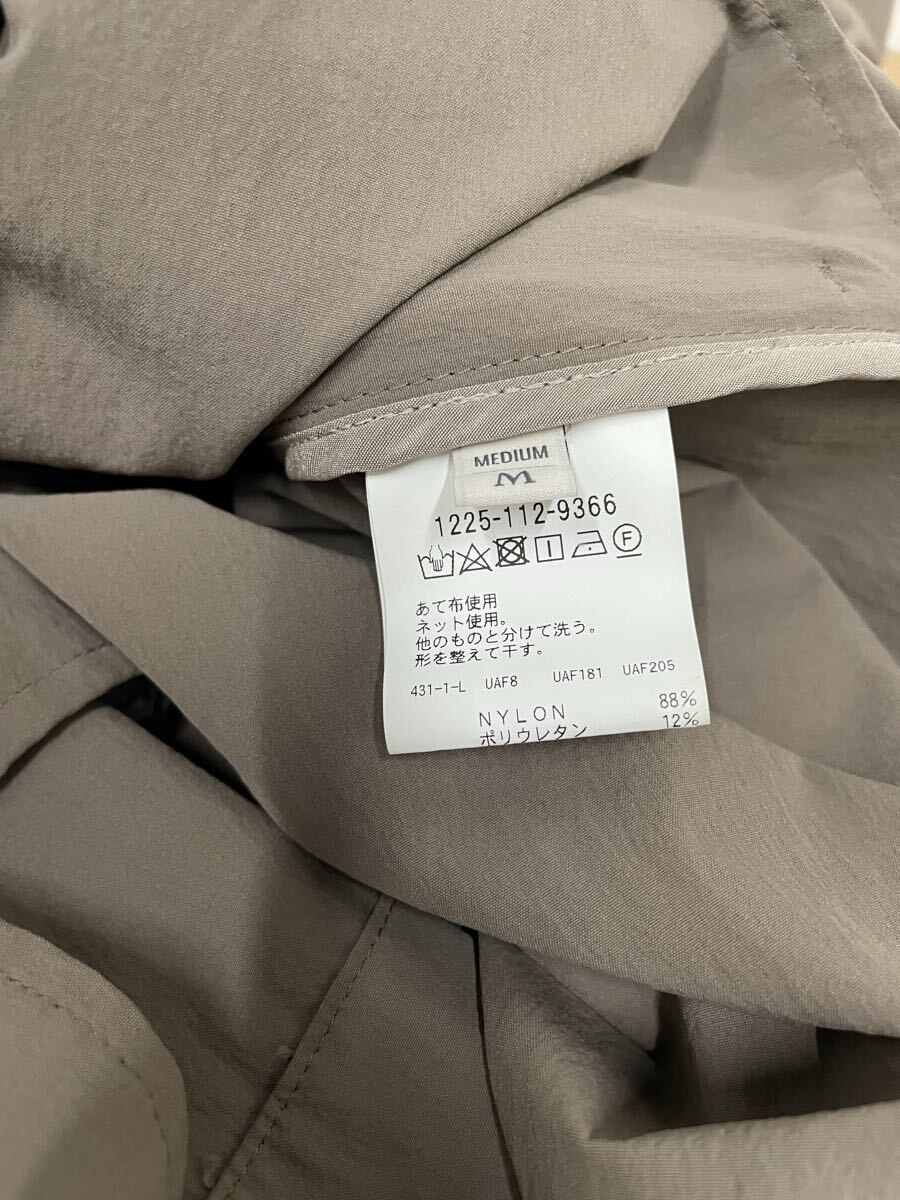 MEDIUM
M
1225-112-9366
F
あて布使用
ネット使用。
他のものと分けて洗う。
形を整えて干す。
431-1-L UAF8 UAF181 UAF205
NYLON 88%
ポリウレタン 12%